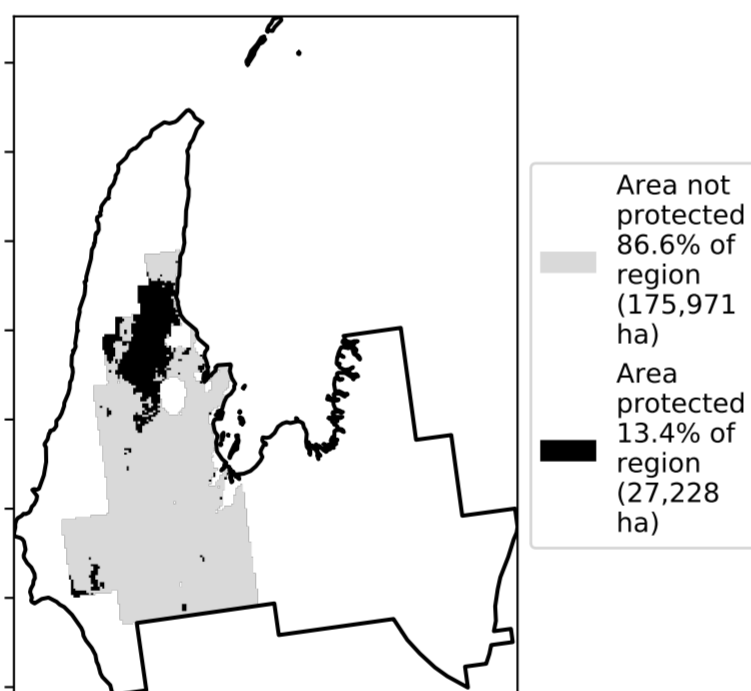 Area not
protected
86.6% of
region
(175,971
ha)
Area
protected
13.4% of
region
(27,228
ha)